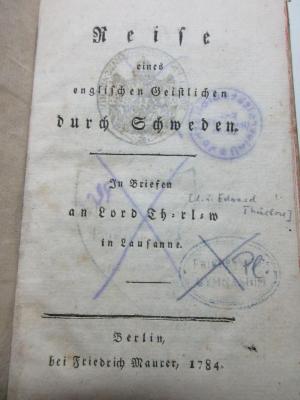 Reise
eines
englischen Geistlichen
durch Schweden.
In Briefen
an Lord Th=rl=w
[d.i. Edward
Thurlow]
in Lausanne.
Pl.
Berlin,
bei Friedrich Maurer, 1784.